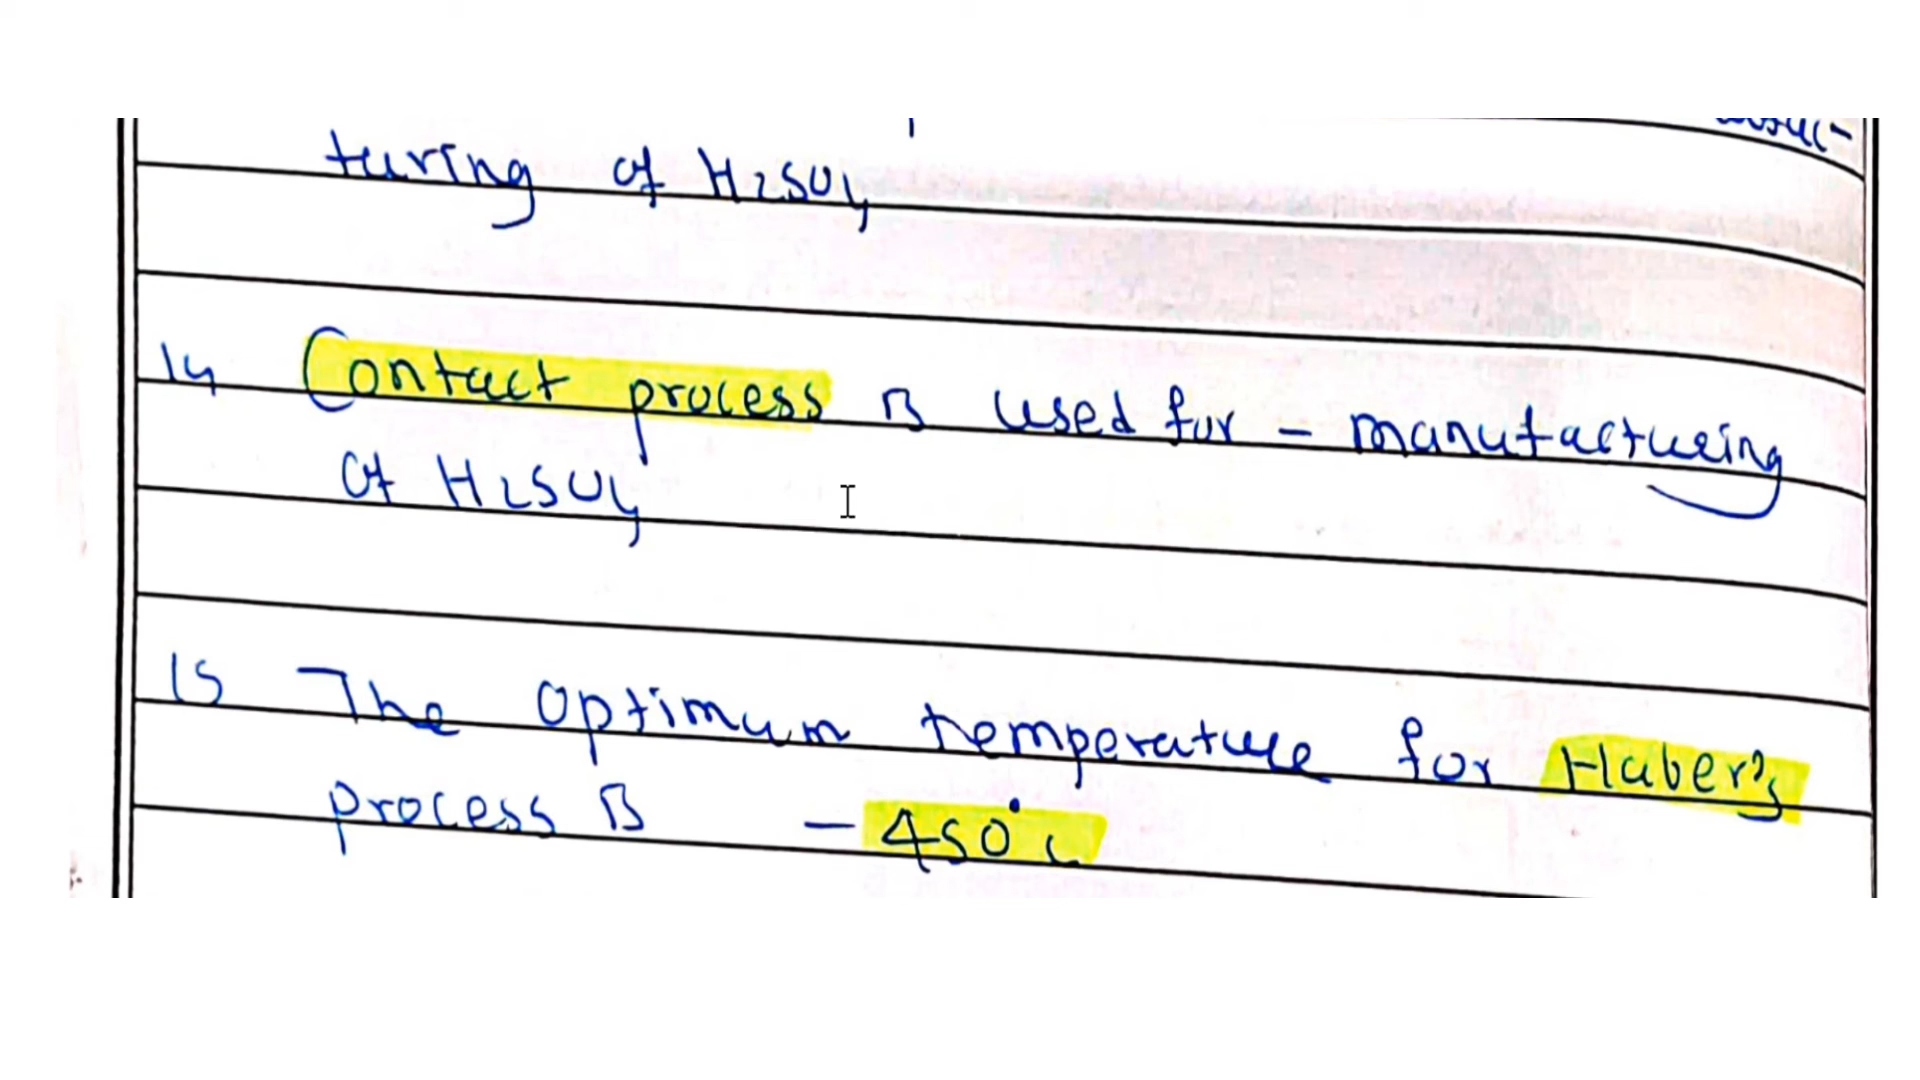 turing of H2SO4
14 Contact process is used for - manufacturing
of H2SO4
15 The optimum temperature for Haber's
process is - 450°C